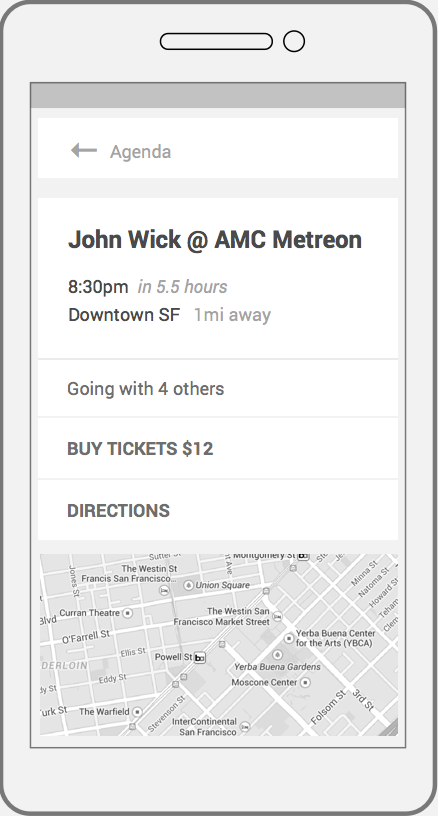 Agenda
John Wick @ AMC Metreon
8:30pm in 5.5 hours
Downtown SF 1mi away
Going with 4 others
BUY TICKETS $12
DIRECTIONS
Sutter St
Montgomery St
The Westin St
Francis San Francisco...
Jones St
Union Square
Ave
Minna St
Natoma St
Howard St
Curran Theatre
The Westin San
Francisco Market Street
Blvd
O'Farrell St
Yerba Buena Center
for the Arts (YBCA)
Ellis St
Powell St
DERLOIN
Yerba Buena Gardens
Eddy St
Moscone Center
urk St
The Warfield
Stevenson St
Folsom St
3rd St
InterContinental
San Francisco